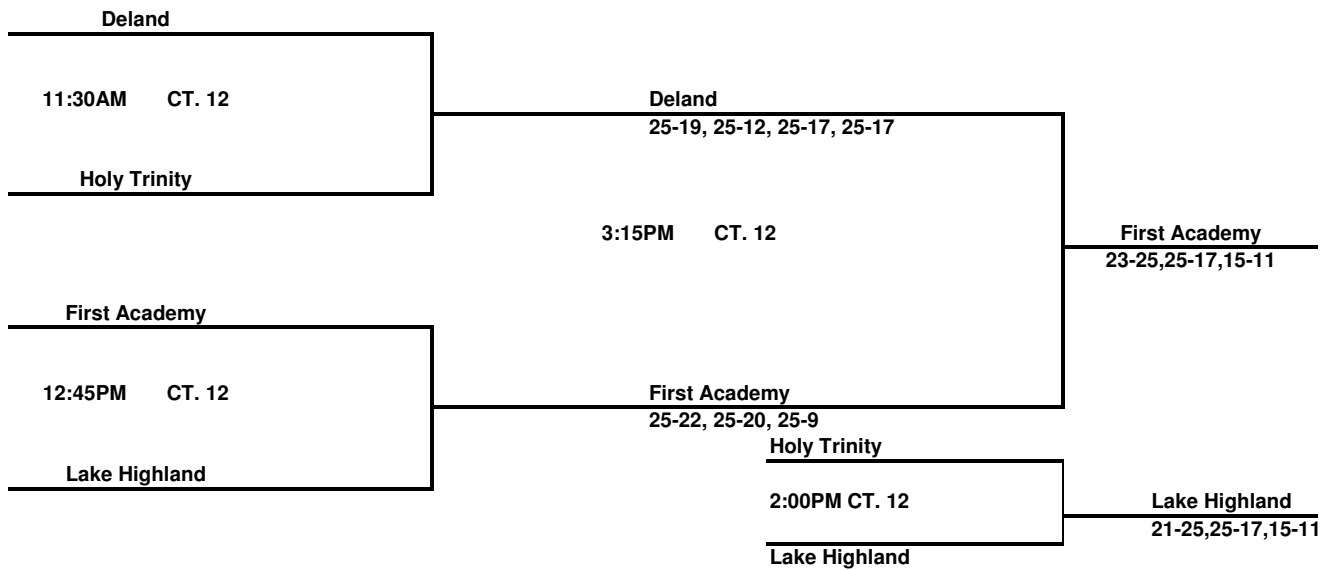 Deland
11:30AM CT. 12
Deland
25-19, 25-12, 25-17, 25-17
Holy Trinity
3:15PM CT. 12
First Academy
23-25,25-17,15-11
First Academy
12:45PM CT. 12
First Academy
25-22, 25-20, 25-9
Holy Trinity
Lake Highland
2:00PM CT. 12
Lake Highland
21-25,25-17,15-11
Lake Highland